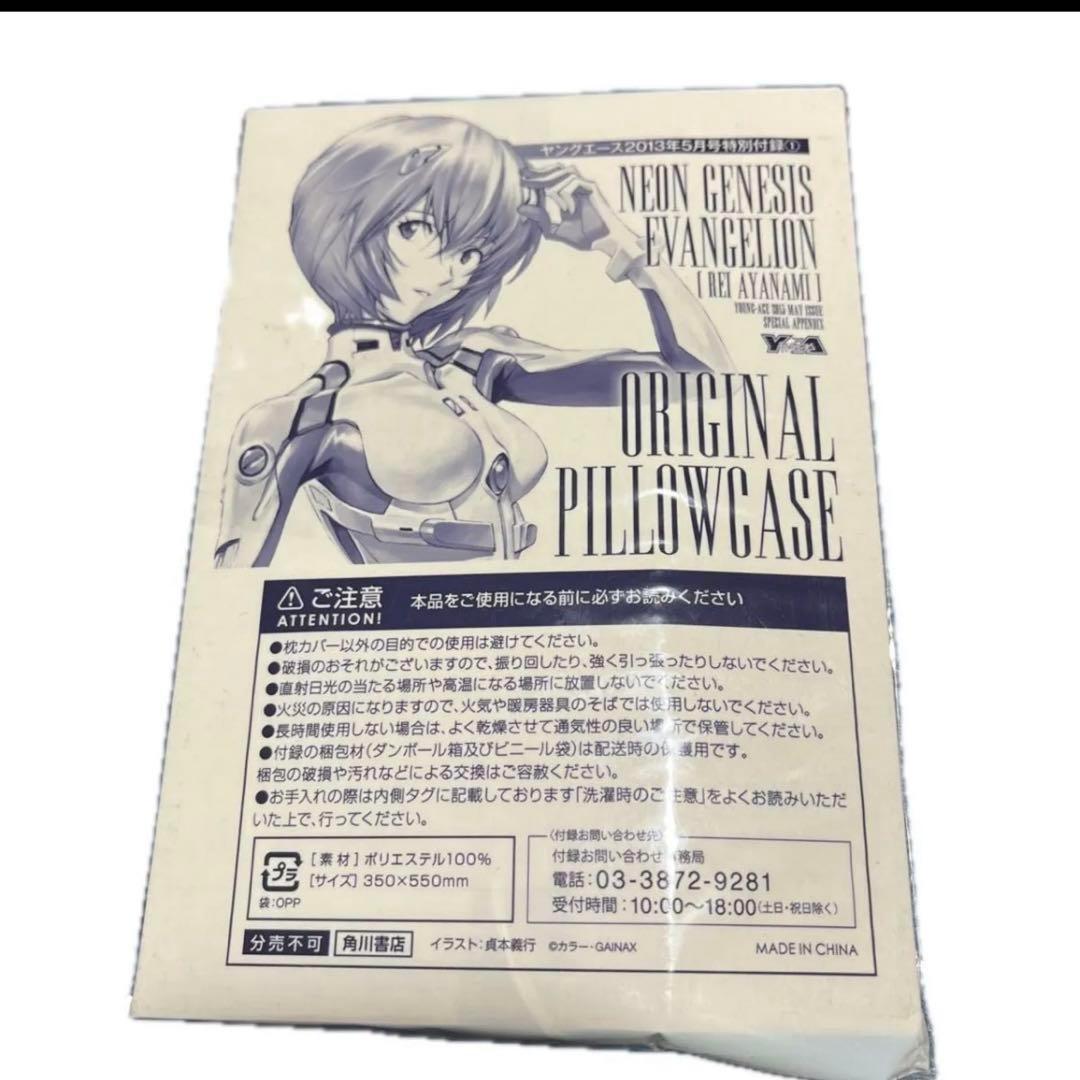 ヤングエース2013年5月号特別付録①
NEON GENESIS
EVANGELION
[ REI AYANAMI ]
YOUNG-ACE 2013 MAY ISSUE
SPECIAL APPENDIX
YA
ORIGINAL
PILLOWCASE
ご注意 本品をご使用になる前に必ずお読みください
ATTENTION!
●枕カバー以外の目的での使用は避けてください。
●破損のおそれがございますので、振り回したり、強く引っ張ったりしないでください。
●直射日光の当たる場所や高温になる場所に放置しないでください。
●火災の原因になりますので、火気や暖房器具のそばでは使用しないでください。
●長時間使用しない場合は、よく乾燥させて通気性の良い場所で保管してください。
●付録の梱包材(ダンボール箱及びビニール袋)は配送時の保護用です。
梱包の破損や汚れなどによる交換はご容赦ください。
●お手入れの際は内側タグに記載しております「洗濯時のご注意」をよくお読みいただ
いた上で、行ってください。
プラ
袋:OPP
[素材]ポリエステル100%
[サイズ]350×550mm
〈付録お問い合わせ先〉
付録お問い合わせ事務局
電話:03-3872-9281
受付時間:10:00〜18:00(土日・祝日除く)
分売不可 角川書店 イラスト:貞本義行 ©カラー・GAINAX MADE IN CHINA